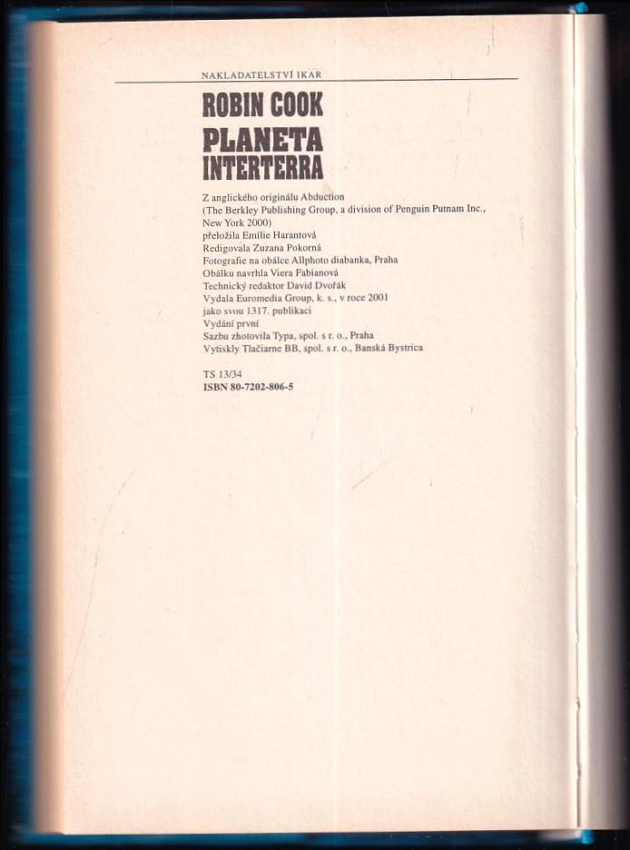 NAKLADATELSTVÍ IKAR
ROBIN COOK
PLANETA
INTERTERRA
Z anglického originálu Abduction
(The Berkley Publishing Group, a division of Penguin Putnam Inc.,
New York 2000)
přeložila Emílie Harantová
Redigovala Zuzana Pokorná
Fotografie na obálce Allphoto diabanka, Praha
Obálku navrhla Viera Fabianová
Technický redaktor David Dvořák
Vydala Euromedia Group, k. s., v roce 2001
jako svou 1317. publikaci
Vydání první
Sazbu zhotovila Typa, spol. s r. o., Praha
Vytiskly Tlačiarne BB, spol. s r. o., Banská Bystrica
TS 13/34
ISBN 80-7202-806-5